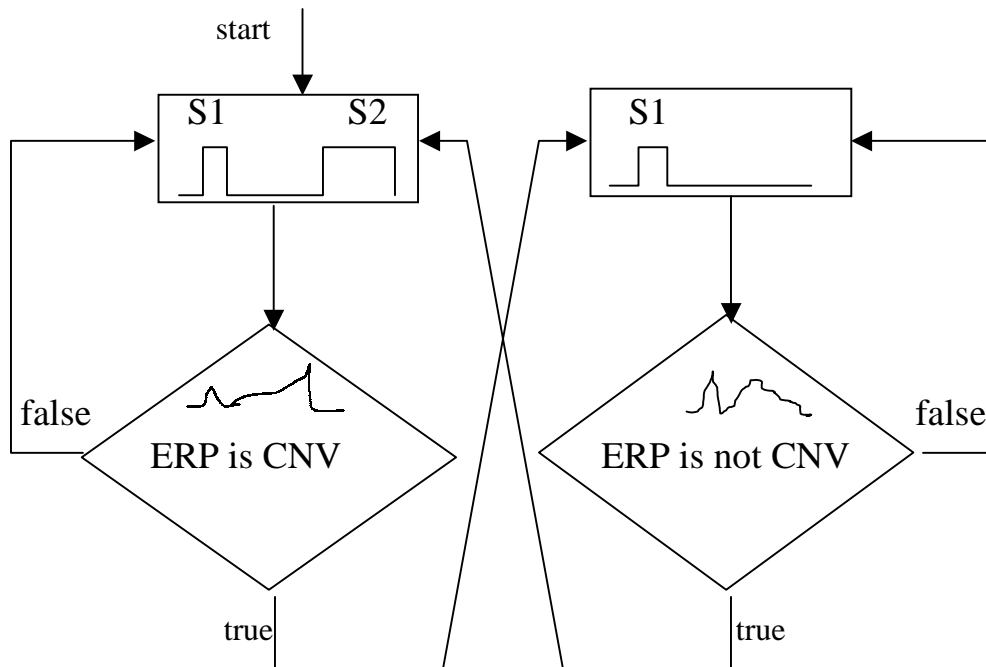 start
S1 S2
S1
false
ERP is CNV
ERP is not CNV
false
true
true